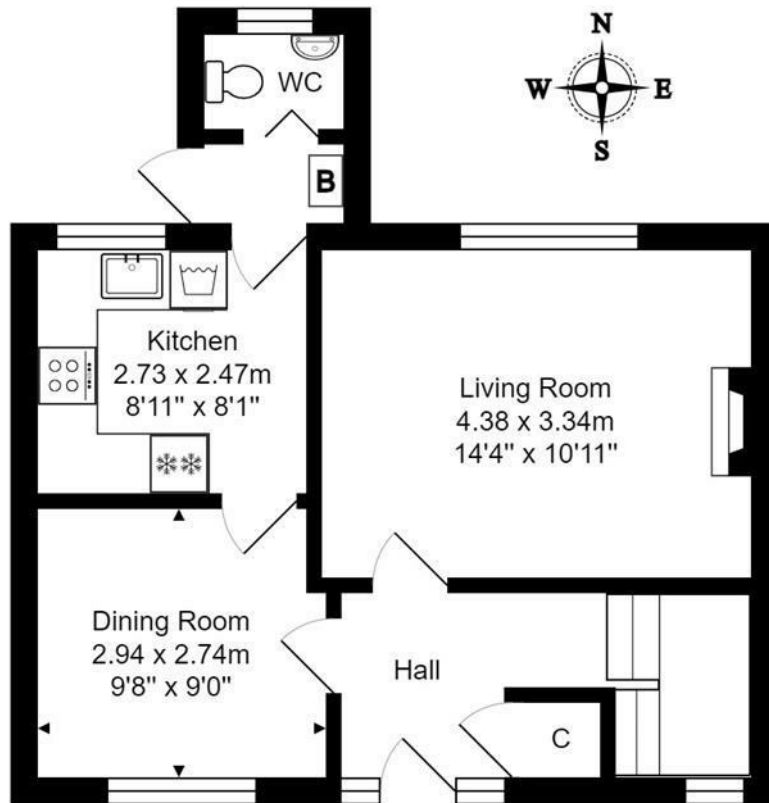 WC
N
W E
S
B
Kitchen
2.73 x 2.47m
8'11" x 8'1"
Living Room
4.38 x 3.34m
14'4" x 10'11"
Dining Room
2.94 x 2.74m
9'8" x 9'0"
Hall
C